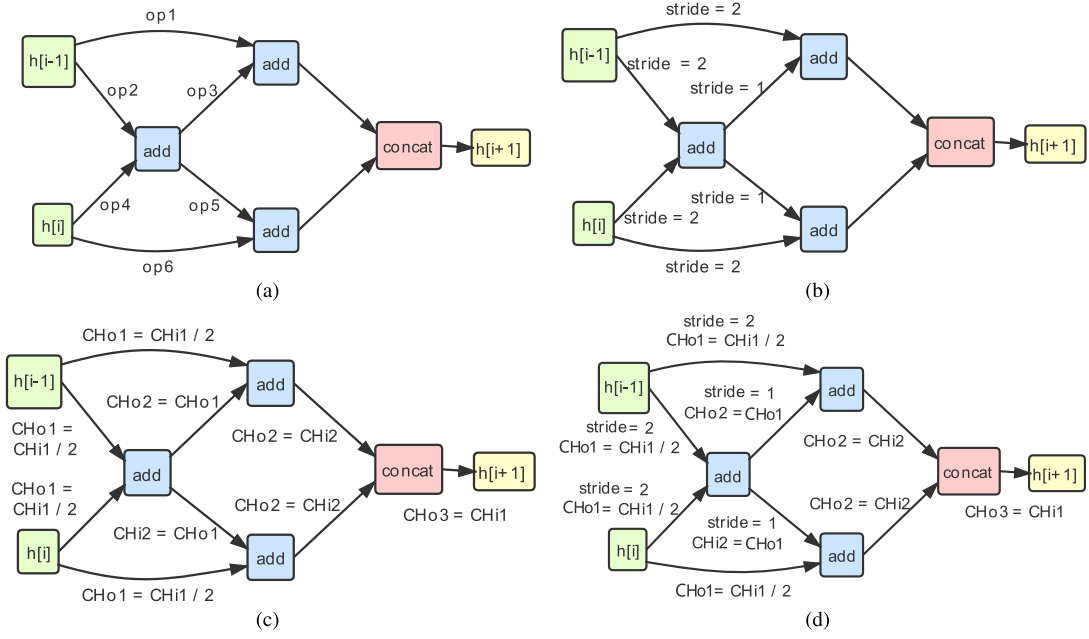 op1
h[i-1]
add
op2
op3
add
concat
h[i+1]
op4
op5
h[i]
add
op6
(a)
stride = 2
h[i-1]
add
stride = 2
stride = 1
add
concat
h[i+1]
stride = 1
h[i]
stride = 2
add
stride = 2
(b)
CHo1 = CHi1 / 2
h[i-1]
add
CHo2 = CHo1
CHo1 =
CHi1 / 2
CHo2 = CHi2
add
concat
h[i+1]
CHo1 =
CHi1 / 2
CHo2 = CHi2
CHo3 = CHi1
CHi2 = CHo1
h[i]
add
CHo1 = CHi1 / 2
(c)
stride = 2
CHo1= CHi1 / 2
h[i-1]
add
stride = 1
CHo2 = CHo1
stride= 2
CHo1= CHi1 / 2
CHo2 = CHi2
add
concat
h[i+1]
stride = 2
CHo1= CHi1 / 2
CHo2 = CHi2
CHo3 = CHi1
stride = 1
CHi2 = CHo1
h[i]
add
CHo1= CHi1 / 2
(d)